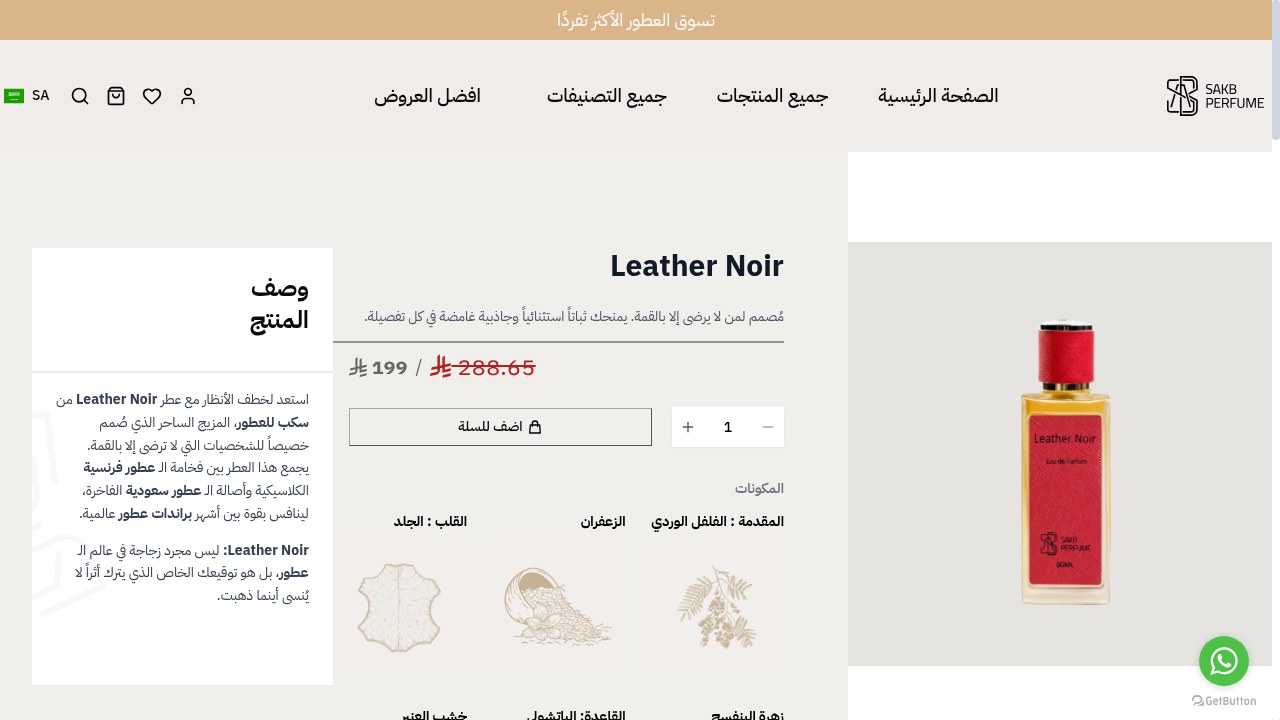 تسوق العطور الأكثر تفردًا
SAKB
PERFUME
الصفحة الرئيسية
جميع المنتجات
جميع التصنيفات
افضل العروض
SA
Leather Noir
مُصمم لمن لا يرضى إلا بالقمة. يمنحك ثباتاً استثنائياً وجاذبية غامضة في كل تفصيلة.
288.65 / 199
اضف للسلة
1
المكونات
المقدمة : الفلفل الوردي
الزعفران
القلب : الجلد
زهرة البنفسج
القاعدة: الباتشولي
خشب العنبر
وصف
المنتج
استعد لخطف الأنظار مع عطر Leather Noir من
سكب للعطور، المزيج الساحر الذي صُمم
خصيصاً للشخصيات التي لا ترضى إلا بالقمة.
يجمع هذا العطر بين فخامة الـ عطور فرنسية
الكلاسيكية وأصالة الـ عطور سعودية الفاخرة،
لينافس بقوة بين أشهر براندات عطور عالمية.
Leather Noir: ليس مجرد زجاجة في عالم الـ
عطور، بل هو توقيعك الخاص الذي يترك أثراً لا
يُنسى أينما ذهبت.
Leather Noir
Eau de Parfum
SAKB
PERFUME
80ML
GetButton